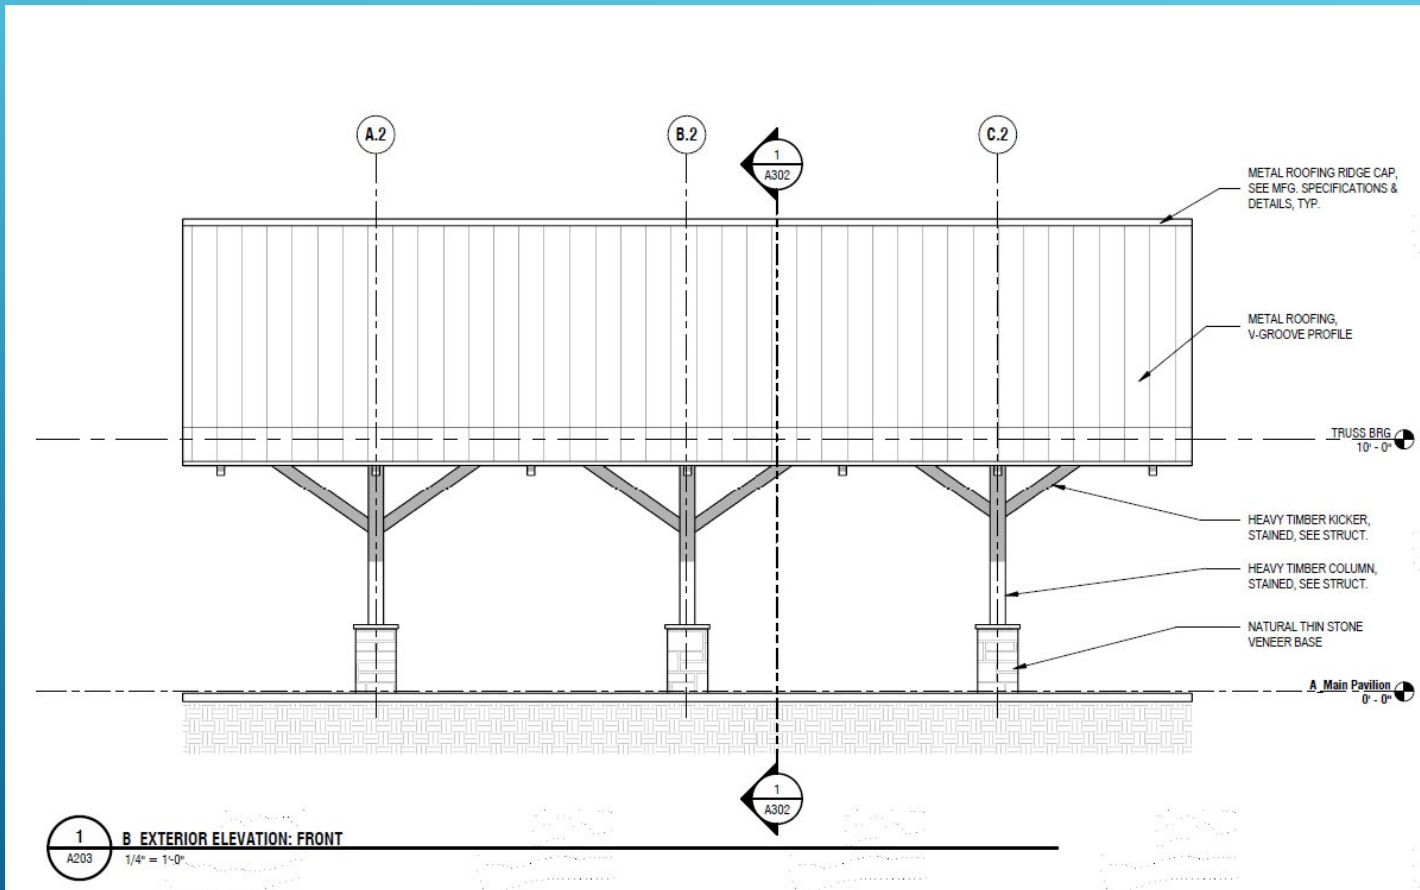 A.2
B.2
C.2
1
A302
METAL ROOFING RIDGE CAP,
SEE MFG. SPECIFICATIONS &
DETAILS, TYP.
METAL ROOFING,
V-GROOVE PROFILE
TRUSS BRG
10' - 0"
HEAVY TIMBER KICKER,
STAINED, SEE STRUCT.
HEAVY TIMBER COLUMN,
STAINED, SEE STRUCT.
NATURAL THIN STONE
VENEER BASE
A Main Pavilion
0' - 0"
1
A302
1
A203
B EXTERIOR ELEVATION: FRONT
1/4" = 1'-0"